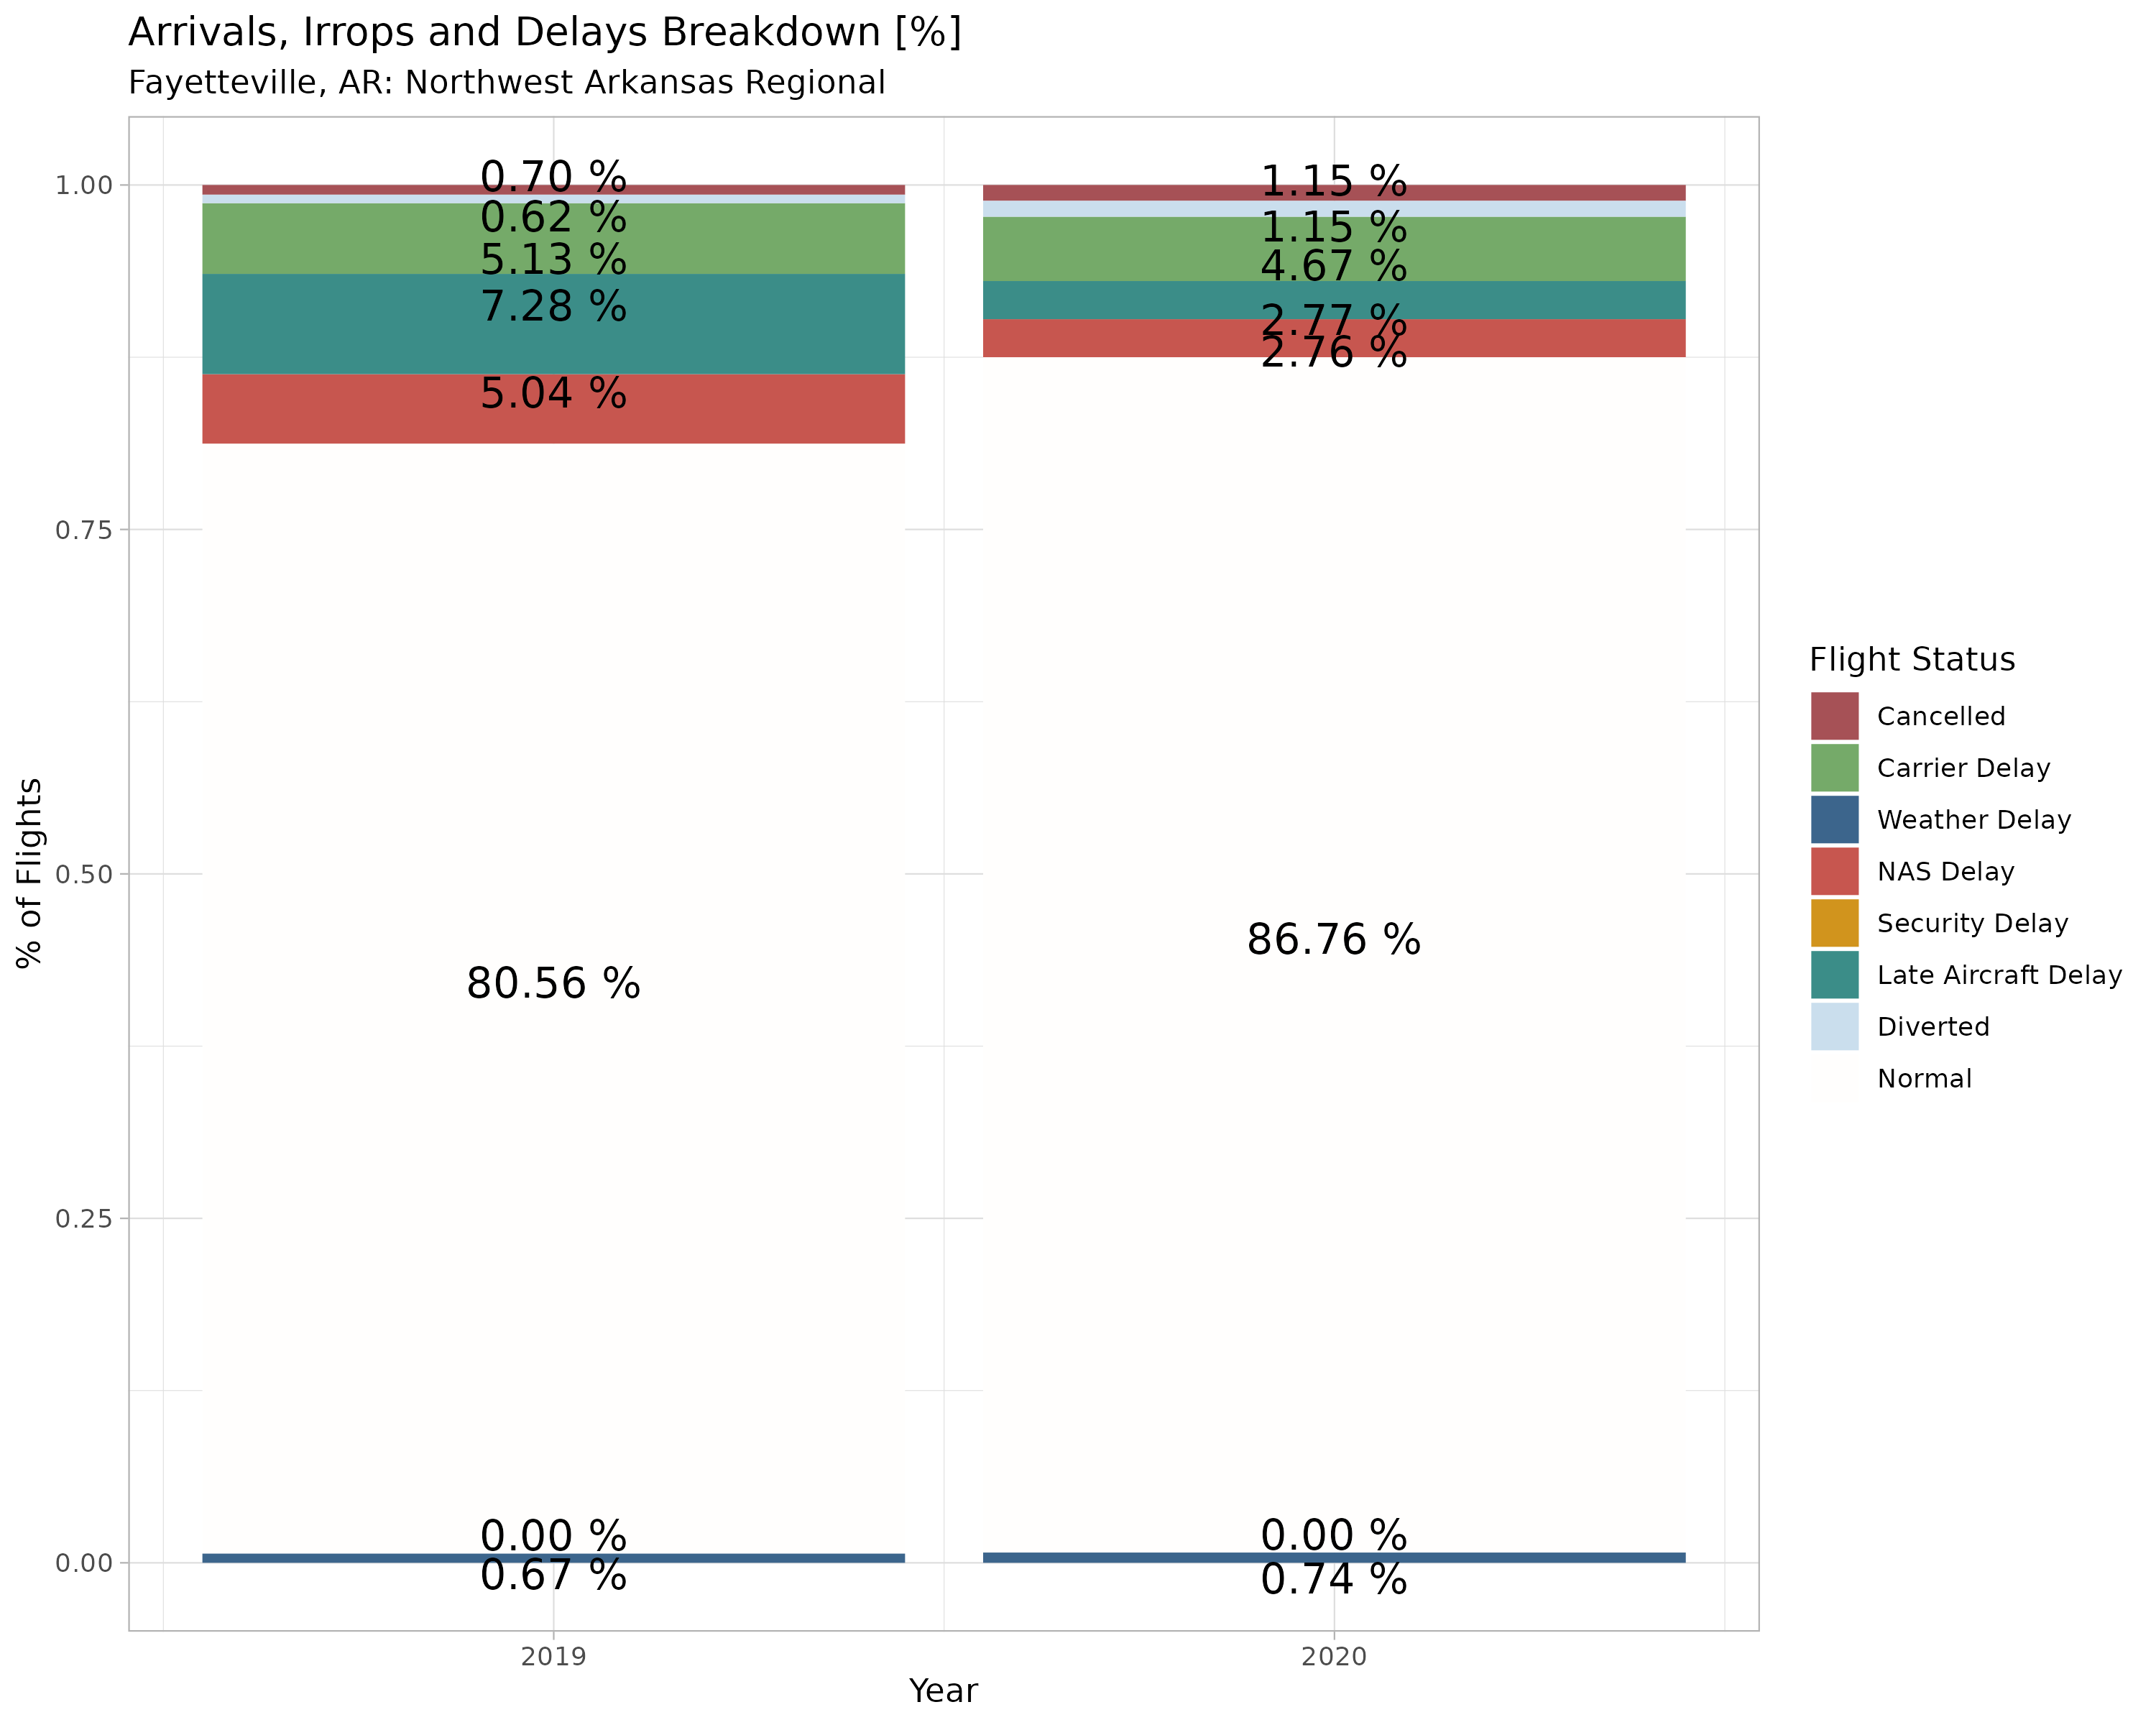 Arrivals, Irrops and Delays Breakdown [%]
Fayetteville, AR: Northwest Arkansas Regional
% of Flights
1.00
0.75
0.50
0.25
0.00
0.70 %
0.62 %
5.13 %
7.28 %
5.04 %
80.56 %
0.00 %
0.67 %
1.15 %
1.15 %
4.67 %
2.77 %
2.76 %
86.76 %
0.00 %
0.74 %
2019
2020
Year
Flight Status
Cancelled
Carrier Delay
Weather Delay
NAS Delay
Security Delay
Late Aircraft Delay
Diverted
Normal